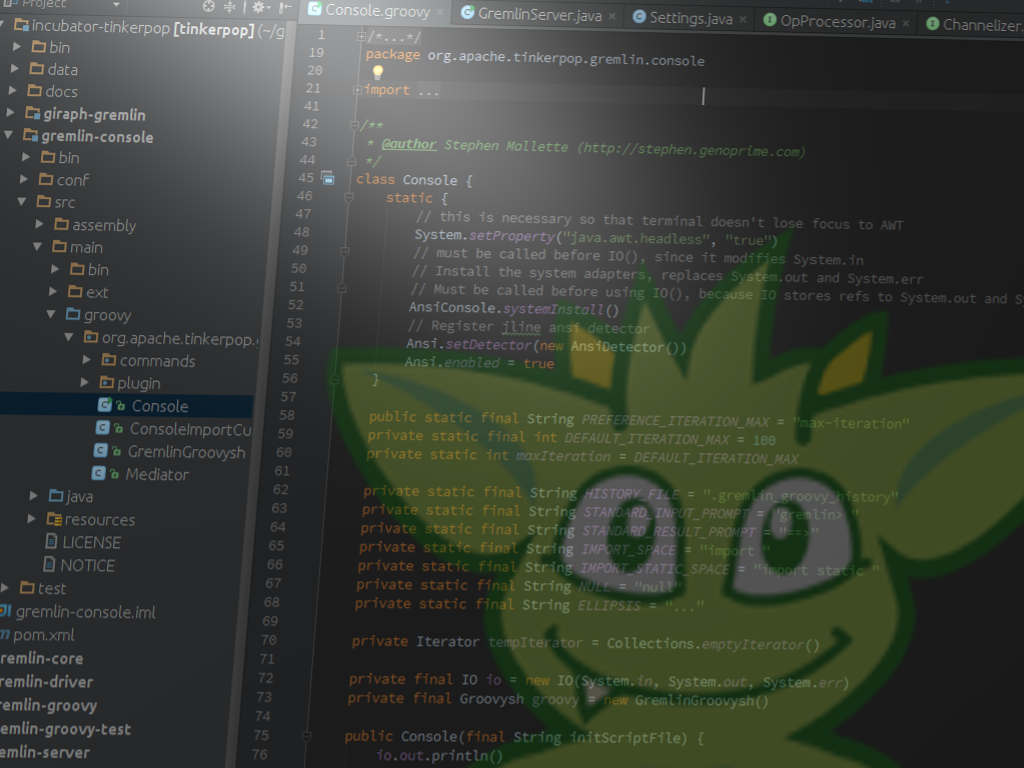 Project
incubator-tinkerpop [tinkerpop] (~/g
bin
data
docs
giraph-gremlin
gremlin-console
bin
conf
src
assembly
main
bin
ext
groovy
org.apache.tinkerpop.g
commands
plugin
Console
ConsoleImportCu
GremlinGroovysh
Mediator
java
resources
LICENSE
NOTICE
test
gremlin-console.iml
pom.xml
remlin-core
remlin-driver
remlin-groovy
emlin-groovy-test
emlin-server
Console.groovy × GremlinServer.java × Settings.java × OpProcessor.java × Channelizer.
1 /*...*/
19 package org.apache.tinkerpop.gremlin.console
20
21 import ...
41
42 /**
43 * @author Stephen Mallette (http://stephen.genoprime.com)
44 */
45 class Console {
46 static {
47 // this is necessary so that terminal doesn't lose focus to AWT
48 System.setProperty("java.awt.headless", "true")
49 // must be called before IO(), since it modifies System.in
50 // Install the system adapters, replaces System.out and System.err
51 // Must be called before using IO(), because IO stores refs to System.out and S
52 AnsiConsole.systemInstall()
53 // Register jline ansi detector
54 Ansi.setDetector(new AnsiDetector())
55 Ansi.enabled = true
56 }
57
58 public static final String PREFERENCE_ITERATION_MAX = "max-iteration"
59 private static final int DEFAULT_ITERATION_MAX = 100
60 private static int maxIteration = DEFAULT_ITERATION_MAX
61
62 private static final String HISTORY_FILE = ".gremlin_groovy_history"
63 private static final String STANDARD_INPUT_PROMPT = "gremlin> "
64 private static final String STANDARD_RESULT_PROMPT = "==>"
65 private static final String IMPORT_SPACE = "import "
66 private static final String IMPORT_STATIC_SPACE = "import static "
67 private static final String NULL = "null"
68 private static final String ELLIPSIS = "..."
69
70 private Iterator tempIterator = Collections.emptyIterator()
71
72 private final IO io = new IO(System.in, System.out, System.err)
73 private final Groovysh groovy = new GremlinGroovysh()
74
75 public Console(final String initScriptFile) {
76 io.out.println()